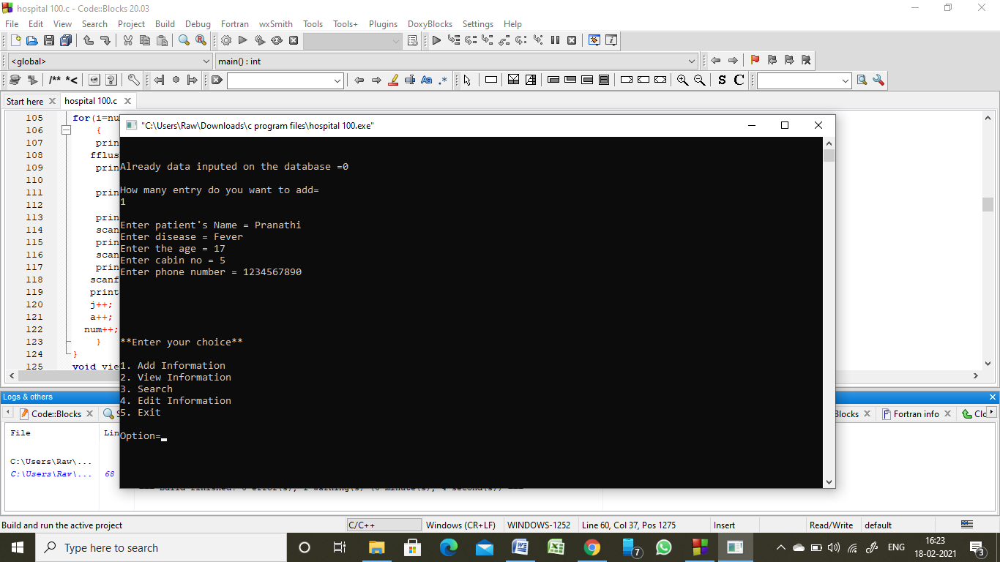 hospital 100.c - Code::Blocks 20.03
File Edit View Search Project Build Debug Fortran wxSmith Tools Tools+ Plugins DoxyBlocks Settings Help
<global> main() : int
/** *< Aa .* S C
Start here hospital 100.c
"C:\Users\Raw\Downloads\c program files\hospital 100.exe"
105 for(i=nu
106 {
107 prin
108 fflus
109 prin
110
111 prin
112
113 prin
114 scan
115 prin
116 scan
117 prin
118 scanf
119 print
120 j++;
121 a++;
122 num++;
123 }
124 }
125 void vie
Already data inputed on the database =0
How many entry do you want to add=
1
Enter patient's Name = Pranathi
Enter disease = Fever
Enter the age = 17
Enter cabin no = 5
Enter phone number = 1234567890
**Enter your choice**
1. Add Information
2. View Information
3. Search
4. Edit Information
5. Exit
Option=
Logs & others
Code::Blocks S Blocks Fortran info Clo
File Lin
C:\Users\Raw\...
C:\Users\Raw\... 68
=== Build finished: 0 error(s), 1 warning(s) (0 minute(s), 4 second(s)) ===
Build and run the active project C/C++ Windows (CR+LF) WINDOWS-1252 Line 60, Col 37, Pos 1275 Insert Read/Write default
Type here to search 7 ENG 16:23
18-02-2021 3